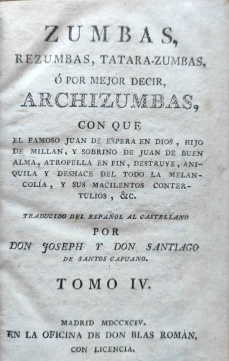 ZUMBAS,
REZUMBAS, TATARA-ZUMBAS,
Ó POR MEJOR DECIR,
ARCHIZUMBAS,
CON QUE
EL FAMOSO JUAN DE ESPERA EN DIOS, HIJO
DE MILLAN, Y SOBRINO DE JUAN DE BUEN
ALMA, ATROPELLA EN FIN, DESTRUYE, ANI-
QUILA Y DESHACE DEL TODO LA MELAN-
COLÍA, Y SUS MACILENTOS CONTER-
TULIOS, &C.
TRADUCIDO DEL ESPAÑOL AL CASTELLANO
POR
DON JOSEPH Y DON SANTIAGO
DE SANTOS CAPUANO.
TOMO IV.
MADRID MDCCXCIV.
EN LA OFICINA DE DON BLAS ROMÁN,
CON LICENCIA.